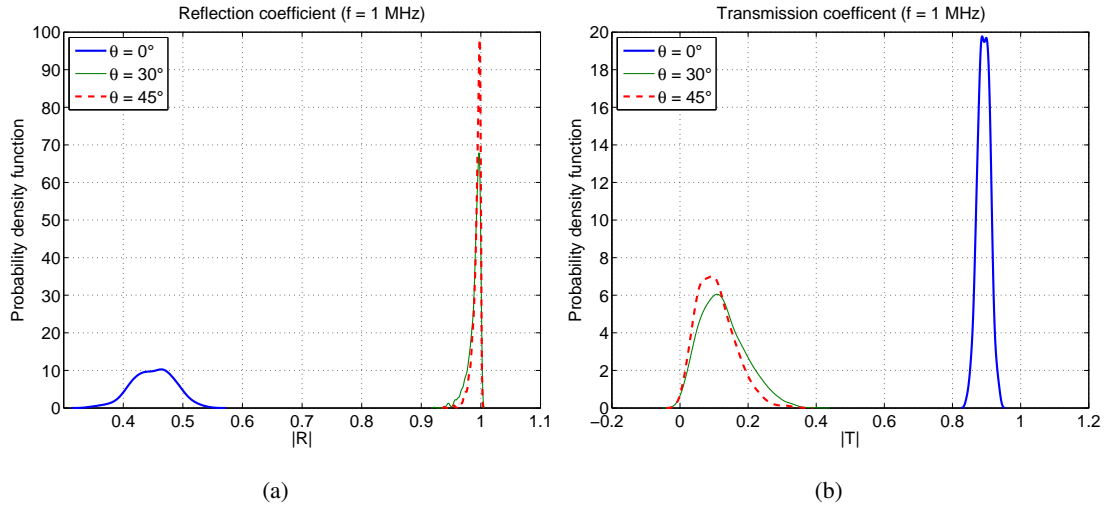 Reflection coefficient (f = 1 MHz)
θ = 0°
θ = 30°
θ = 45°
Probability density function
100
90
80
70
60
50
40
30
20
10
0
0.4 0.5 0.6 0.7 0.8 0.9 1 1.1
|R|
(a)
Transmission coefficent (f = 1 MHz)
θ = 0°
θ = 30°
θ = 45°
Probability density function
20
18
16
14
12
10
8
6
4
2
0
−0.2 0 0.2 0.4 0.6 0.8 1 1.2
|T|
(b)